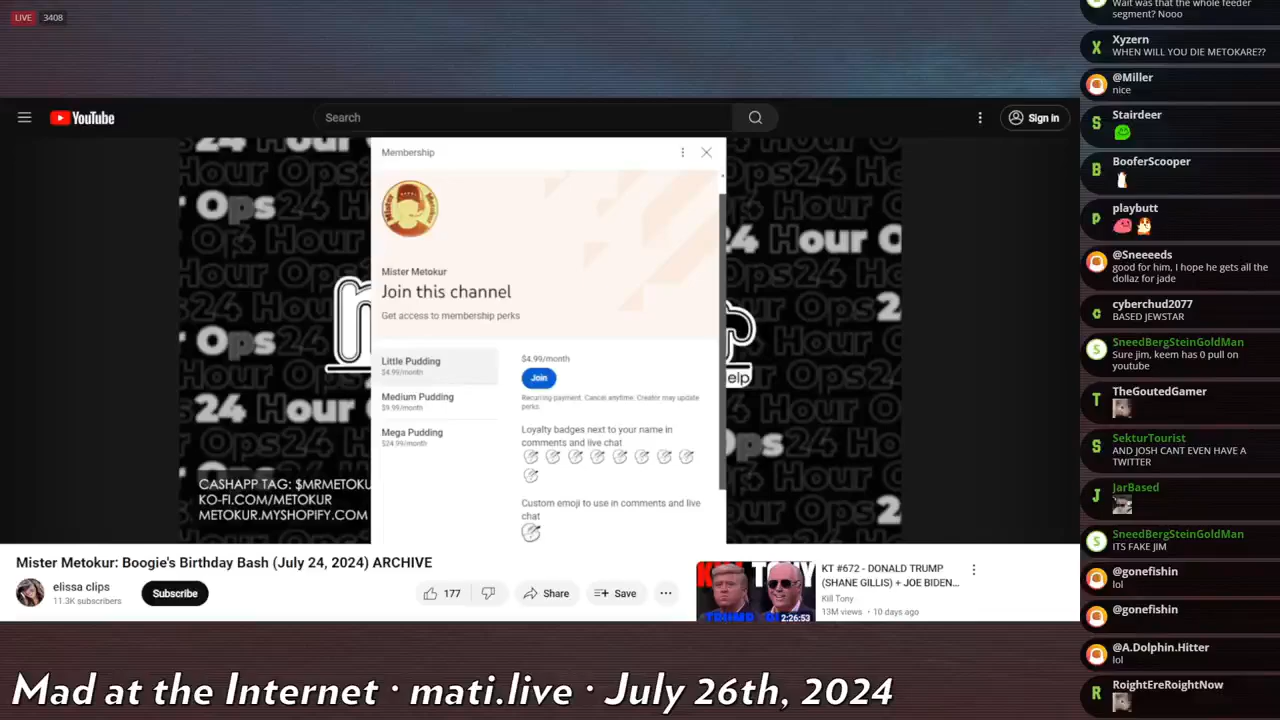 LIVE 3408
YouTube
Search
Sign in
Membership
Mister Metokur
Join this channel
Get access to membership perks
Little Pudding
$4.99/month
Medium Pudding
$9.99/month
Mega Pudding
$24.99/month
$4.99/month
Join
Recurring payment. Cancel anytime. Creator may update
perks.
Loyalty badges next to your name in
comments and live chat
Custom emoji to use in comments and live
chat
24 Hour Ops
elp
CASHAPP TAG: $MRMETOKU
KO-FI.COM/METOKUR
METOKUR.MYSHOPIFY.COM
Mister Metokur: Boogie's Birthday Bash (July 24, 2024) ARCHIVE
elissa clips
11.3K subscribers
Subscribe
177
Share
Save
KT #672 - DONALD TRUMP
(SHANE GILLIS) + JOE BIDEN...
Kill Tony
13M views • 10 days ago
2:26:53
Mad at the Internet · mati.live · July 26th, 2024
Wait was that the whole feeder
segment? Nooo
Xyzern
WHEN WILL YOU DIE METOKARE??
@Miller
nice
Stairdeer
BooferScooper
playbutt
@Sneeeeds
good for him, I hope he gets all the
dollaz for jade
cyberchud2077
BASED JEWSTAR
SneedBergSteinGoldMan
Sure jim, keem has 0 pull on
youtube
TheGoutedGamer
SekturTourist
AND JOSH CANT EVEN HAVE A
TWITTER
JarBased
SneedBergSteinGoldMan
ITS FAKE JIM
@gonefishin
lol
@gonefishin
@A.Dolphin.Hitter
lol
RoightEreRoightNow